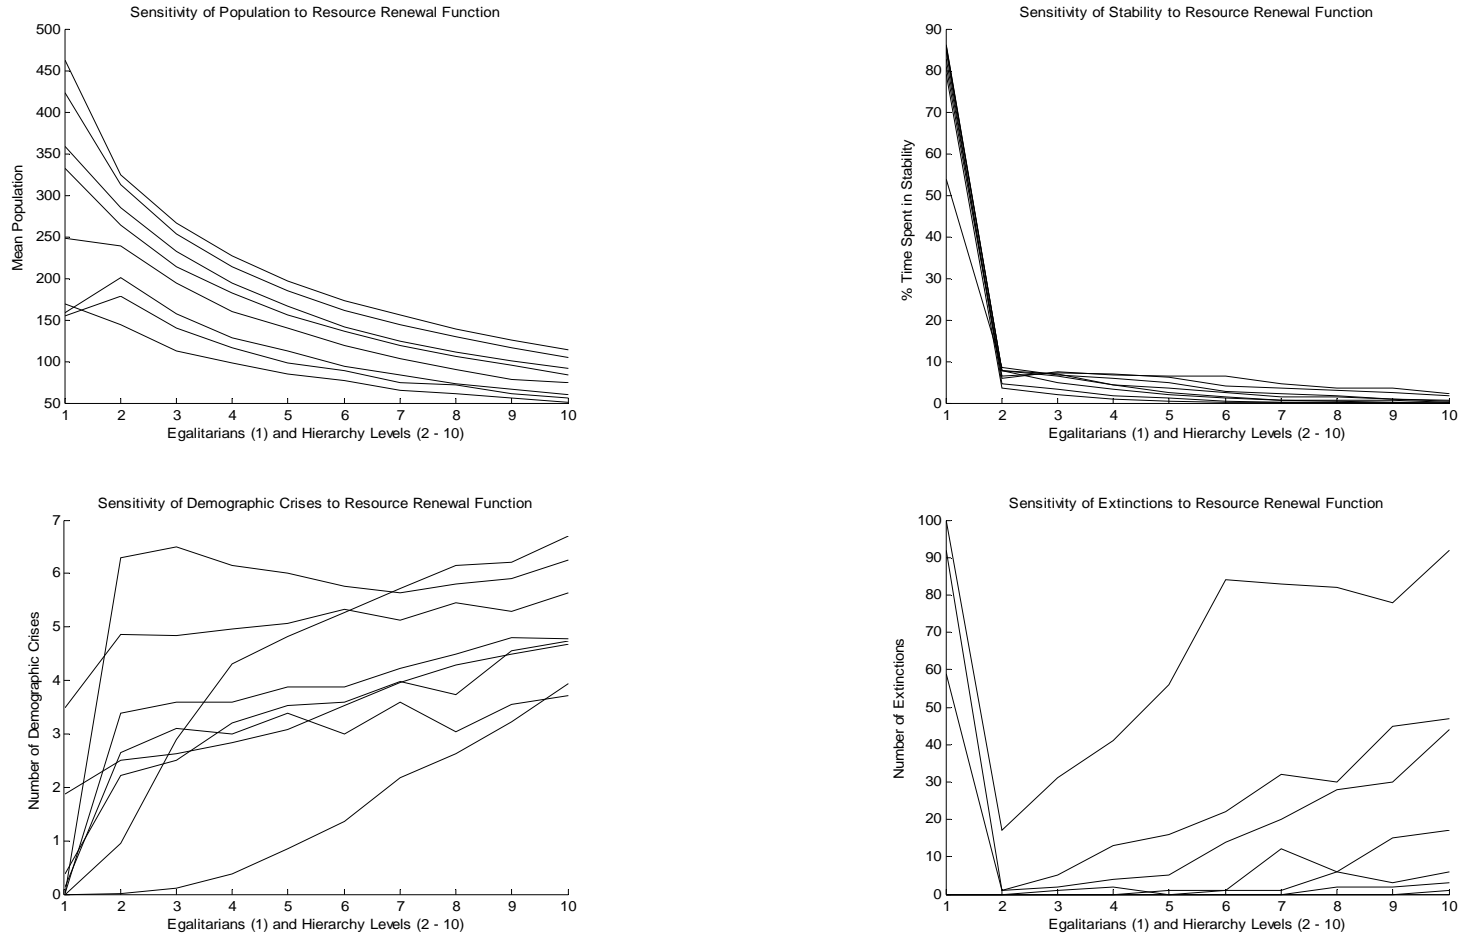 Sensitivity of Population to Resource Renewal Function
500
450
400
350
300
250
200
150
100
50
Mean Population
1 2 3 4 5 6 7 8 9 10
Egalitarians (1) and Hierarchy Levels (2 - 10)
Sensitivity of Stability to Resource Renewal Function
90
80
70
60
50
40
30
20
10
0
% Time Spent in Stability
1 2 3 4 5 6 7 8 9 10
Egalitarians (1) and Hierarchy Levels (2 - 10)
Sensitivity of Demographic Crises to Resource Renewal Function
7
6
5
4
3
2
1
0
Number of Demographic Crises
1 2 3 4 5 6 7 8 9 10
Egalitarians (1) and Hierarchy Levels (2 - 10)
Sensitivity of Extinctions to Resource Renewal Function
100
90
80
70
60
50
40
30
20
10
0
Number of Extinctions
1 2 3 4 5 6 7 8 9 10
Egalitarians (1) and Hierarchy Levels (2 - 10)